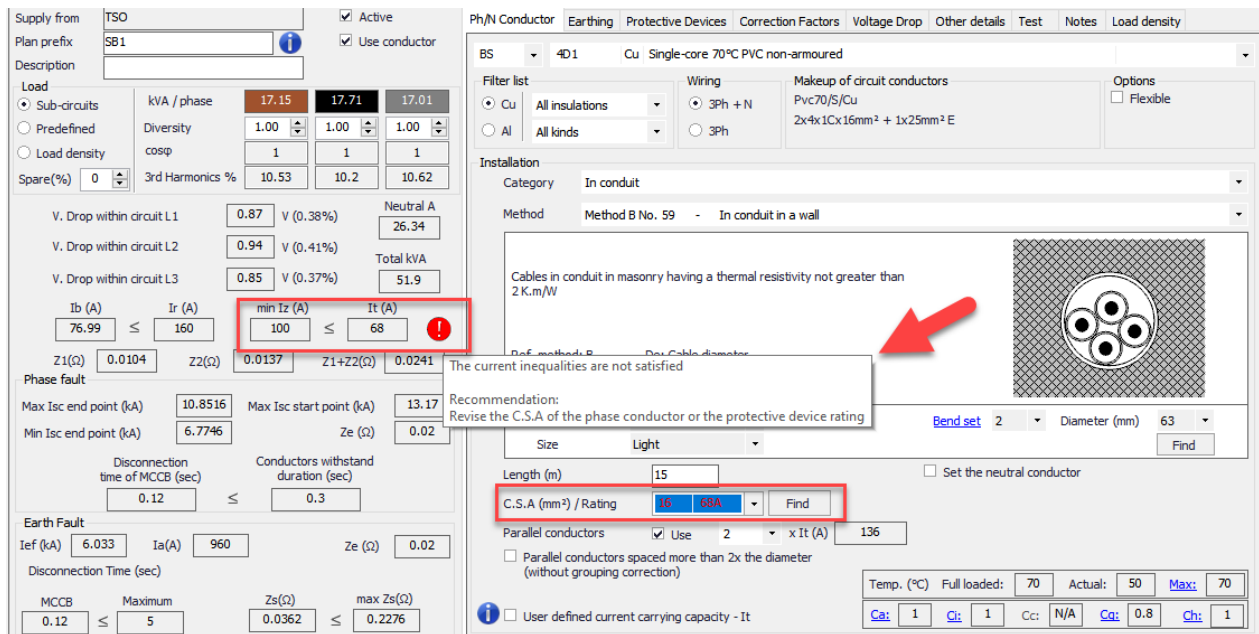 Supply from TSO Active
Plan prefix SB1 Use conductor
Description
Load
Sub-circuits kVA / phase 17.15 17.71 17.01
Predefined Diversity 1.00 1.00 1.00
Load density cosφ 1 1 1
Spare(%) 0 3rd Harmonics % 10.53 10.2 10.62
V. Drop within circuit L1 0.87 V (0.38%) Neutral A
26.34
V. Drop within circuit L2 0.94 V (0.41%)
Total kVA
V. Drop within circuit L3 0.85 V (0.37%) 51.9
Ib (A) Ir (A) min Iz (A) It (A)
76.99 ≤ 160 100 ≤ 68 !
Z1(Ω) 0.0104 Z2(Ω) 0.0137 Z1+Z2(Ω) 0.0241
Phase fault
Max Isc end point (kA) 10.8516 Max Isc start point (kA) 13.17
Min Isc end point (kA) 6.7746 Ze (Ω) 0.02
Disconnection
time of MCCB (sec)
Conductors withstand
duration (sec)
0.12 ≤ 0.3
Earth Fault
Ief (kA) 6.033 Ia(A) 960 Ze (Ω) 0.02
Disconnection Time (sec)
MCCB Maximum Zs(Ω) max Zs(Ω)
0.12 ≤ 5 0.0362 ≤ 0.2276
Ph/N Conductor Earthing Protective Devices Correction Factors Voltage Drop Other details Test Notes Load density
BS 4D1 Cu Single-core 70°C PVC non-armoured
Filter list Wiring Makeup of circuit conductors Options
Cu All insulations 3Ph + N Pvc70/S/Cu Flexible
Al All kinds 3Ph 2x4x1Cx16mm² + 1x25mm² E
Installation
Category In conduit
Method Method B No. 59 - In conduit in a wall
Cables in conduit in masonry having a thermal resistivity not greater than
2 K.m/W
Ref. method: B De: Cable diameter
The current inequalities are not satisfied
Recommendation:
Revise the C.S.A of the phase conductor or the protective device rating
Bend set 2 Diameter (mm) 63
Size Light Find
Length (m) 15 Set the neutral conductor
C.S.A (mm²) / Rating 16 68A Find
Parallel conductors Use 2 x It (A) 136
Parallel conductors spaced more than 2x the diameter
(without grouping correction)
Temp. (°C) Full loaded: 70 Actual: 50 Max: 70
User defined current carrying capacity - It Ca: 1 Ci: 1 Cc: N/A Cg: 0.8 Ch: 1